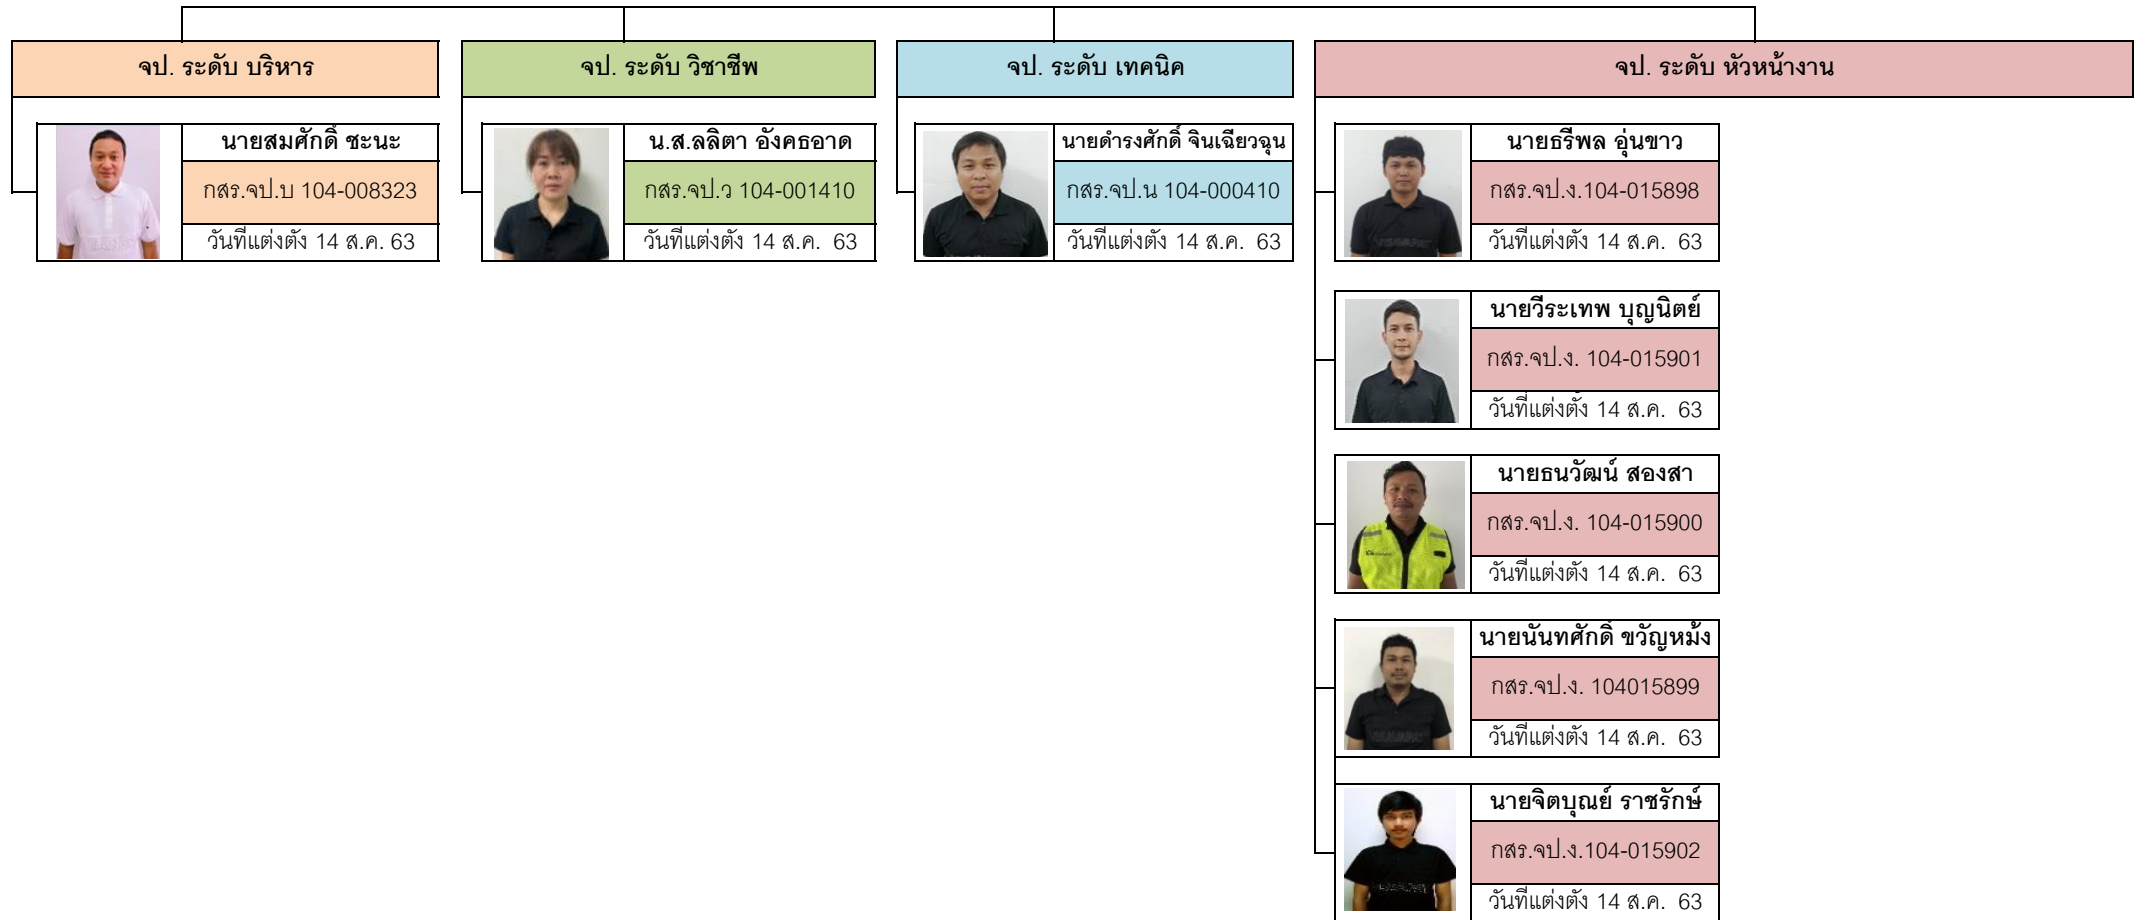 จป. ระดับ บริหาร
จป. ระดับ วิชาชีพ
จป. ระดับ เทคนิค
จป. ระดับ หัวหน้างาน
นายสมศักดิ์ ชะนะ
กสร.จป.บ 104-008323
วันที่แต่งตั้ง 14 ส.ค. 63
น.ส.ลลิตา อังคธอาด
กสร.จป.ว 104-001410
วันที่แต่งตั้ง 14 ส.ค. 63
นายดำรงศักดิ์ จินเฉียวฉุน
กสร.จป.น 104-000410
วันที่แต่งตั้ง 14 ส.ค. 63
นายธรีพล อุ่นขาว
กสร.จป.ง.104-015898
วันที่แต่งตั้ง 14 ส.ค. 63
นายวีระเทพ บุญนิตย์
กสร.จป.ง. 104-015901
วันที่แต่งตั้ง 14 ส.ค. 63
นายธนวัฒน์ สองสา
กสร.จป.ง. 104-015900
วันที่แต่งตั้ง 14 ส.ค. 63
นายนันทศักดิ์ ขวัญหมั้ง
กสร.จป.ง. 104015899
วันที่แต่งตั้ง 14 ส.ค. 63
นายจิตบุณย์ ราชรักษ์
กสร.จป.ง.104-015902
วันที่แต่งตั้ง 14 ส.ค. 63